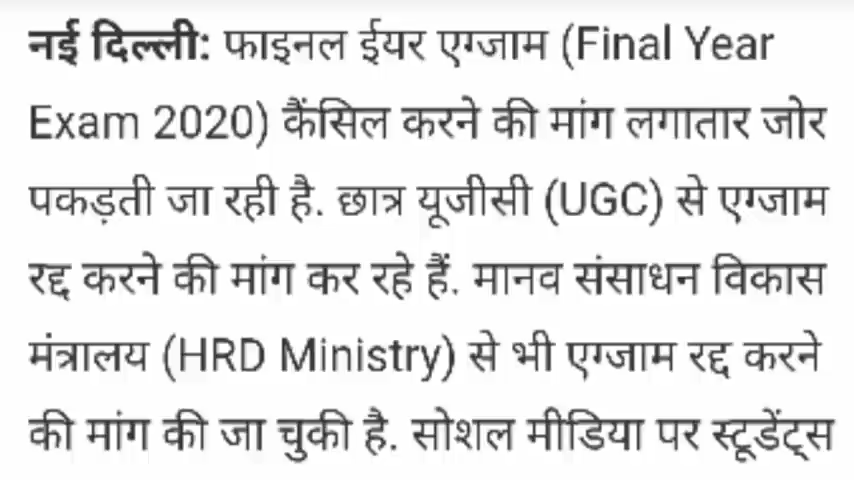 नई दिल्ली: फाइनल ईयर एग्जाम (Final Year
Exam 2020) कैंसिल करने की मांग लगातार जोर
पकड़ती जा रही है. छात्र यूजीसी (UGC) से एग्जाम
रद्द करने की मांग कर रहे हैं. मानव संसाधन विकास
मंत्रालय (HRD Ministry) से भी एग्जाम रद्द करने
की मांग की जा चुकी है. सोशल मीडिया पर स्टूडेंट्स